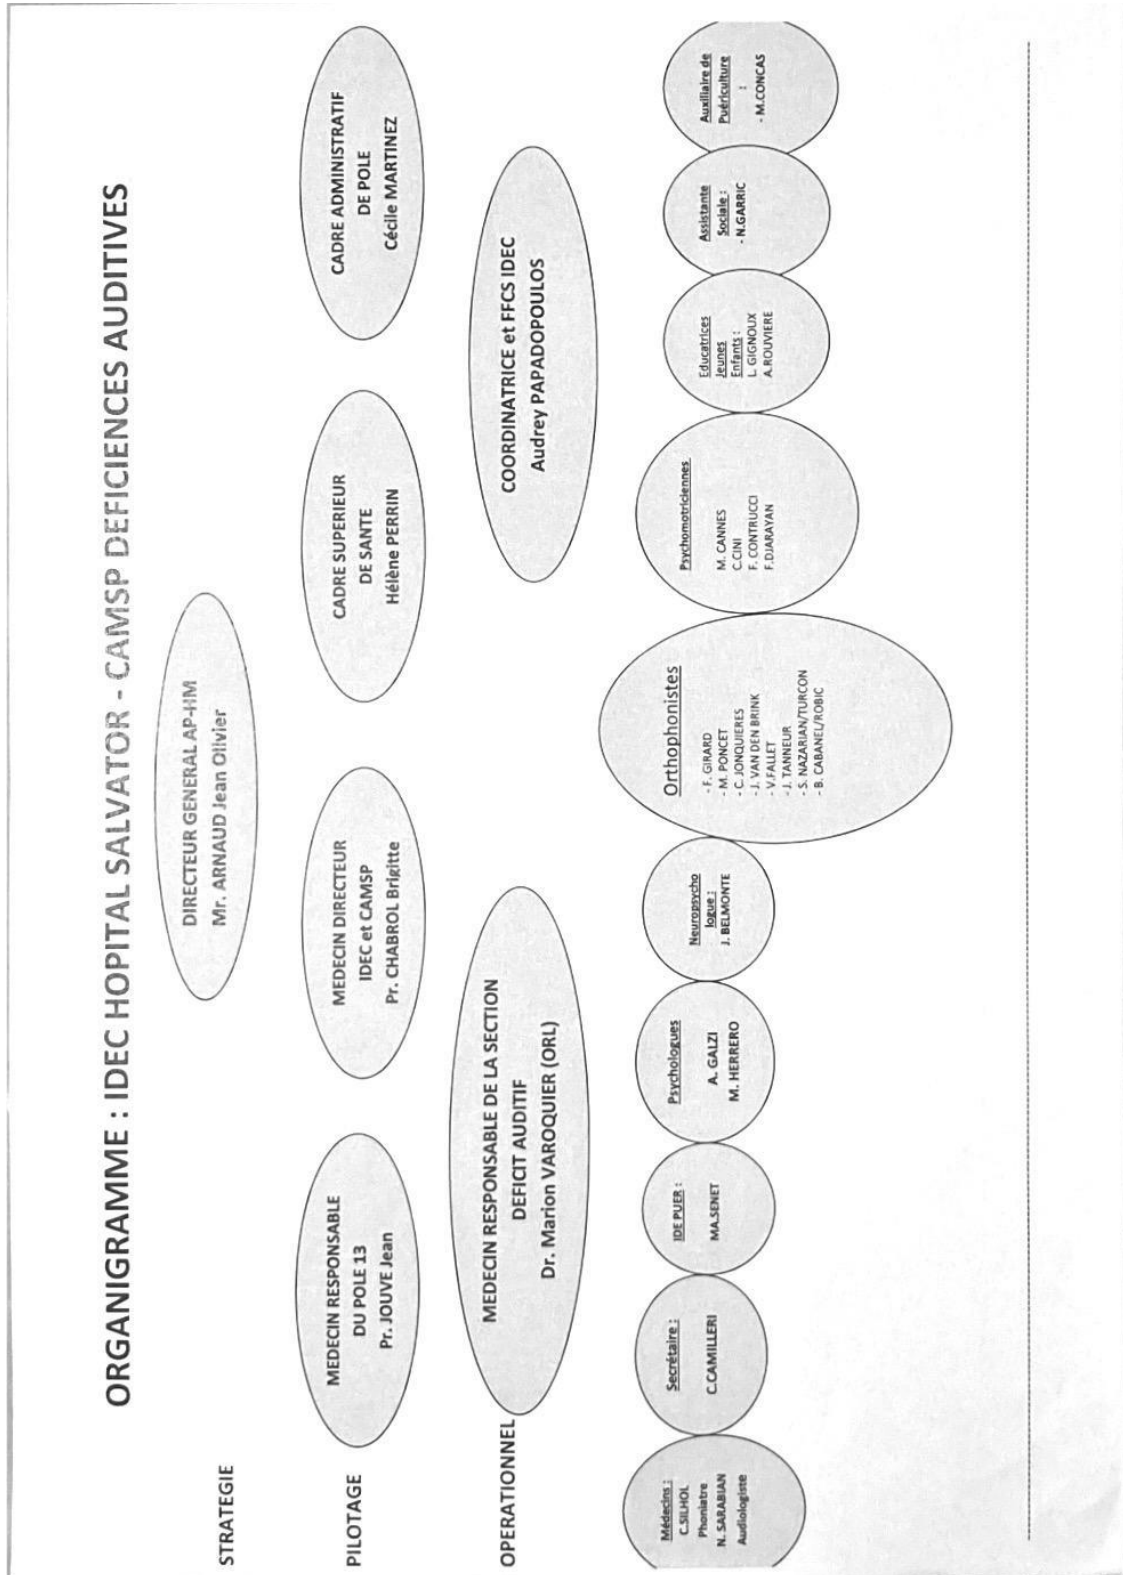 ORGANIGRAMME : IDEC HOPITAL SALVATOR - CAMSP DEFICIENCES AUDITIVES
STRATEGIE
DIRECTEUR GENERAL AP-HM
Mr. ARNAUD Jean Olivier
PILOTAGE
MEDECIN RESPONSABLE
DU POLE 13
Pr. JOUVE Jean
MEDECIN DIRECTEUR
IDEC et CAMSP
Pr. CHABROL Brigitte
CADRE SUPERIEUR
DE SANTE
Hélène PERRIN
CADRE ADMINISTRATIF
DE POLE
Cécile MARTINEZ
OPERATIONNEL
MEDECIN RESPONSABLE DE LA SECTION
DEFICIT AUDITIF
Dr. Marion VAROQUIER (ORL)
COORDINATRICE et FFCS IDEC
Audrey PAPADOPOULOS
Médecins :
C.SILHOL
Phoniatre
N. SARABIAN
Audiologiste
Secrétaire :
C.CAMILLERI
IDE PUER :
MA.SENET
Psychologues
A. GALZI
M. HERRERO
Neuropsycho
logue :
J. BELMONTE
Orthophonistes
- F. GIRARD
- M. PONCET
- C. JONQUIERES
- J. VAN DEN BRINK
- V.FALLET
- J. TANNEUR
- S. NAZARIAN/TURCON
- B. CABANEL/ROBIC
Psychomotriciennes
M. CANNES
C.CINI
F. CONTRUCCI
F.DJARAYAN
Educatrices
Jeunes
Enfants :
L. GIGNOUX
A.ROUVIERE
Assistante
Sociale :
- N.GARRIC
Auxiliaire de
Puériculture
:
- M.CONCAS